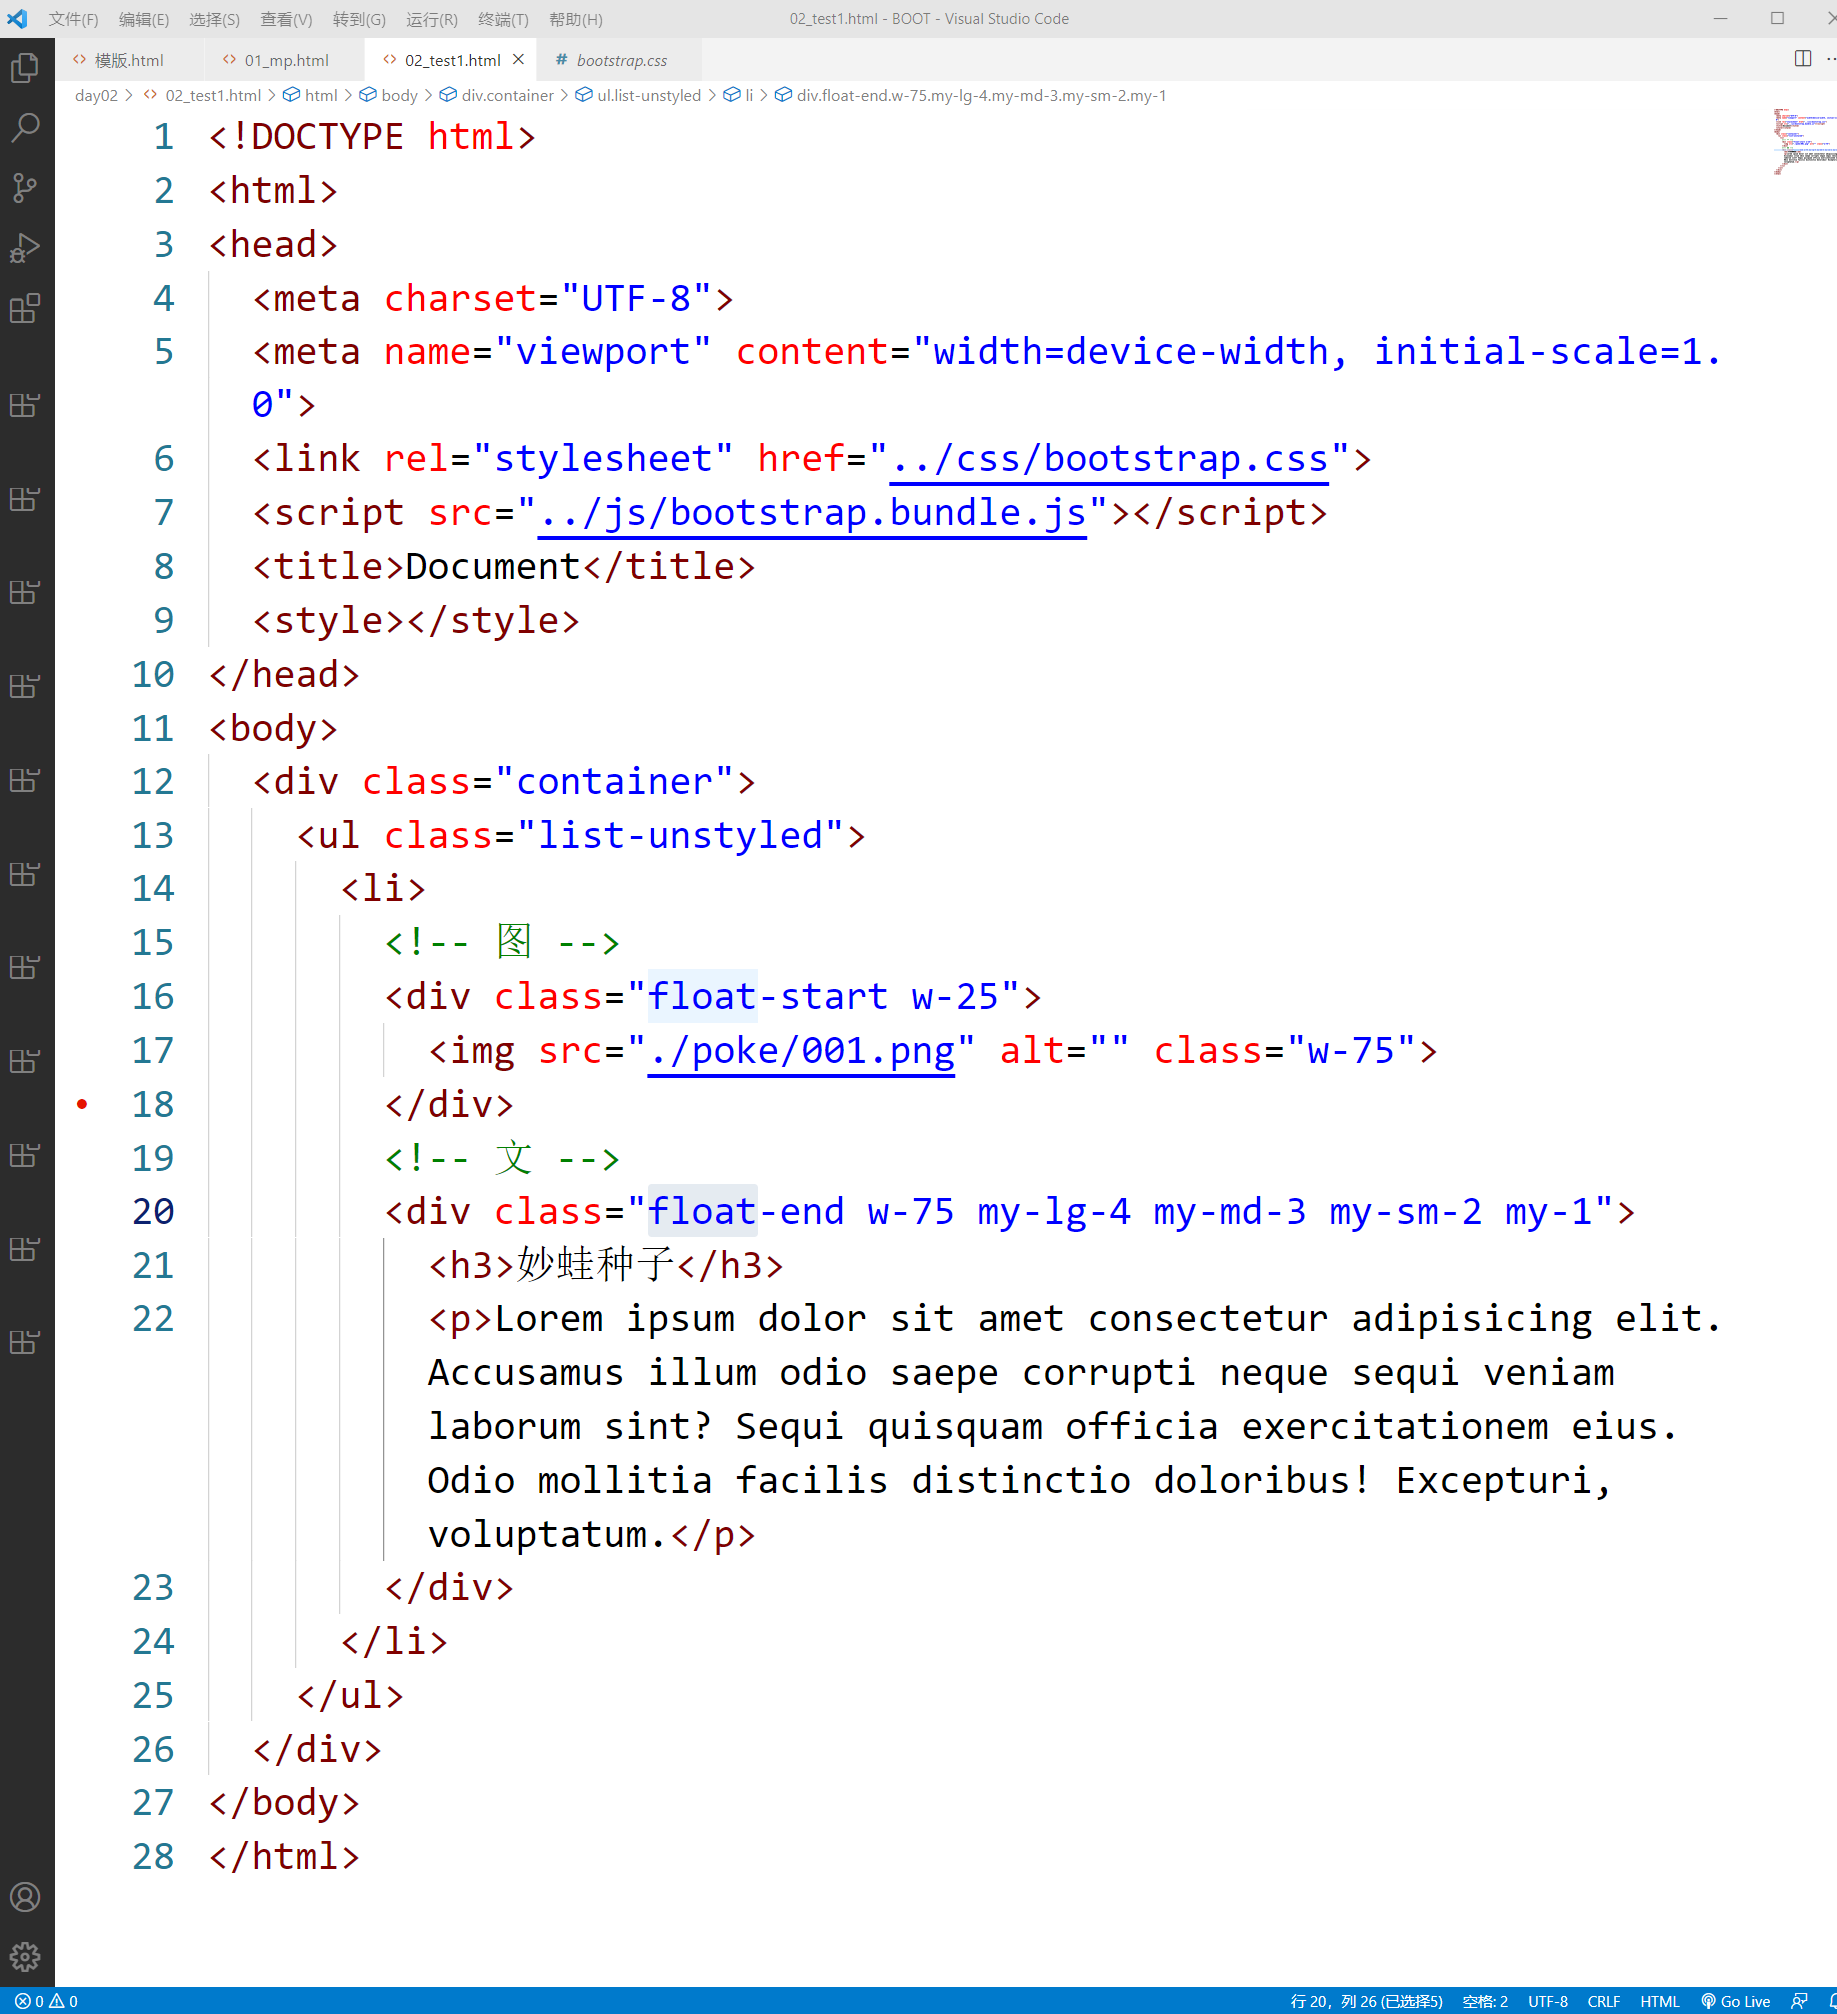 文件(F) 编辑(E) 选择(S) 查看(V) 转到(G) 运行(R) 终端(T) 帮助(H) 02_test1.html - BOOT - Visual Studio Code
模版.html 01_mp.html 02_test1.html # bootstrap.css
day02 > 02_test1.html > html > body > div.container > ul.list-unstyled > li > div.float-end.w-75.my-lg-4.my-md-3.my-sm-2.my-1
1 <!DOCTYPE html>
2 <html>
3 <head>
4 <meta charset="UTF-8">
5 <meta name="viewport" content="width=device-width, initial-scale=1.
0">
6 <link rel="stylesheet" href="../css/bootstrap.css">
7 <script src="../js/bootstrap.bundle.js"></script>
8 <title>Document</title>
9 <style></style>
10 </head>
11 <body>
12 <div class="container">
13 <ul class="list-unstyled">
14 <li>
15 <!-- 图 -->
16 <div class="float-start w-25">
17 <img src="./poke/001.png" alt="" class="w-75">
18 </div>
19 <!-- 文 -->
20 <div class="float-end w-75 my-lg-4 my-md-3 my-sm-2 my-1">
21 <h3>妙蛙种子</h3>
22 <p>Lorem ipsum dolor sit amet consectetur adipisicing elit.
Accusamus illum odio saepe corrupti neque sequi veniam
laborum sint? Sequi quisquam officia exercitationem eius.
Odio mollitia facilis distinctio doloribus! Excepturi,
voluptatum.</p>
23 </div>
24 </li>
25 </ul>
26 </div>
27 </body>
28 </html>
0 0 行 20，列 26 (已选择5) 空格: 2 UTF-8 CRLF HTML Go Live